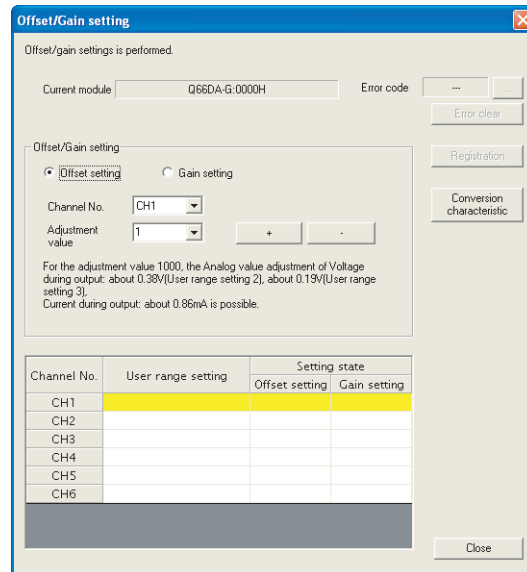 Offset/Gain setting
Offset/gain settings is performed.
Current module Q66DA-G:0000H Error code --- ...
Error clear
Offset/Gain setting
Registration
Offset setting Gain setting
Conversion
characteristic
Channel No. CH1
Adjustment
value 1 + -
For the adjustment value 1000, the Analog value adjustment of Voltage
during output: about 0.38V(User range setting 2), about 0.19V(User range
setting 3),
Current during output: about 0.86mA is possible.
Channel No. User range setting Setting state
Offset setting Gain setting
CH1
CH2
CH3
CH4
CH5
CH6
Close